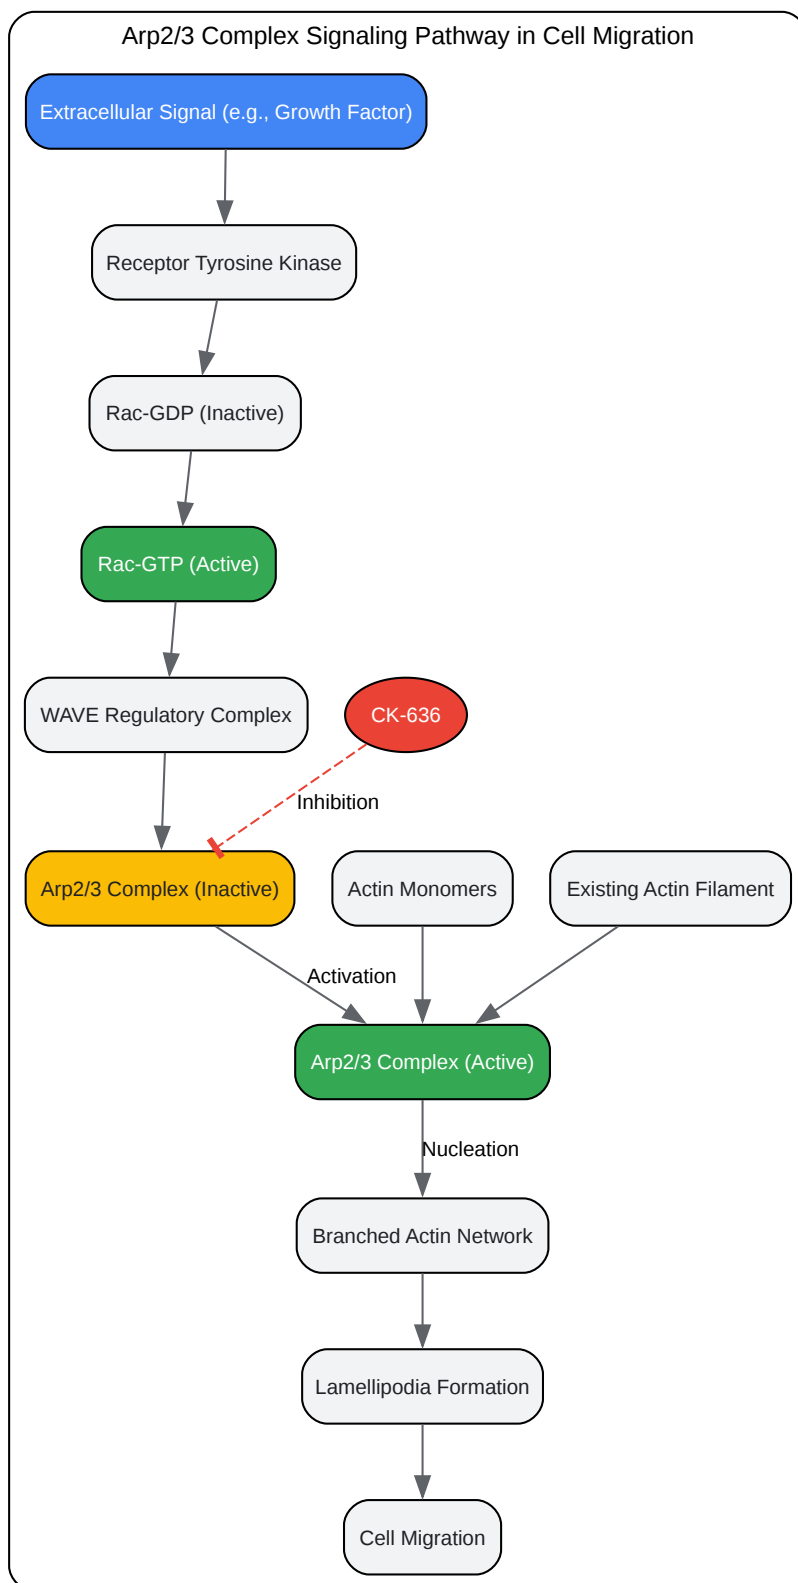 Arp2/3 Complex Signaling Pathway in Cell Migration
Extracellular Signal (e.g., Growth Factor)
Receptor Tyrosine Kinase
Rac-GDP (Inactive)
Rac-GTP (Active)
WAVE Regulatory Complex
CK-636
Inhibition
Arp2/3 Complex (Inactive)
Actin Monomers
Existing Actin Filament
Activation
Arp2/3 Complex (Active)
Nucleation
Branched Actin Network
Lamellipodia Formation
Cell Migration